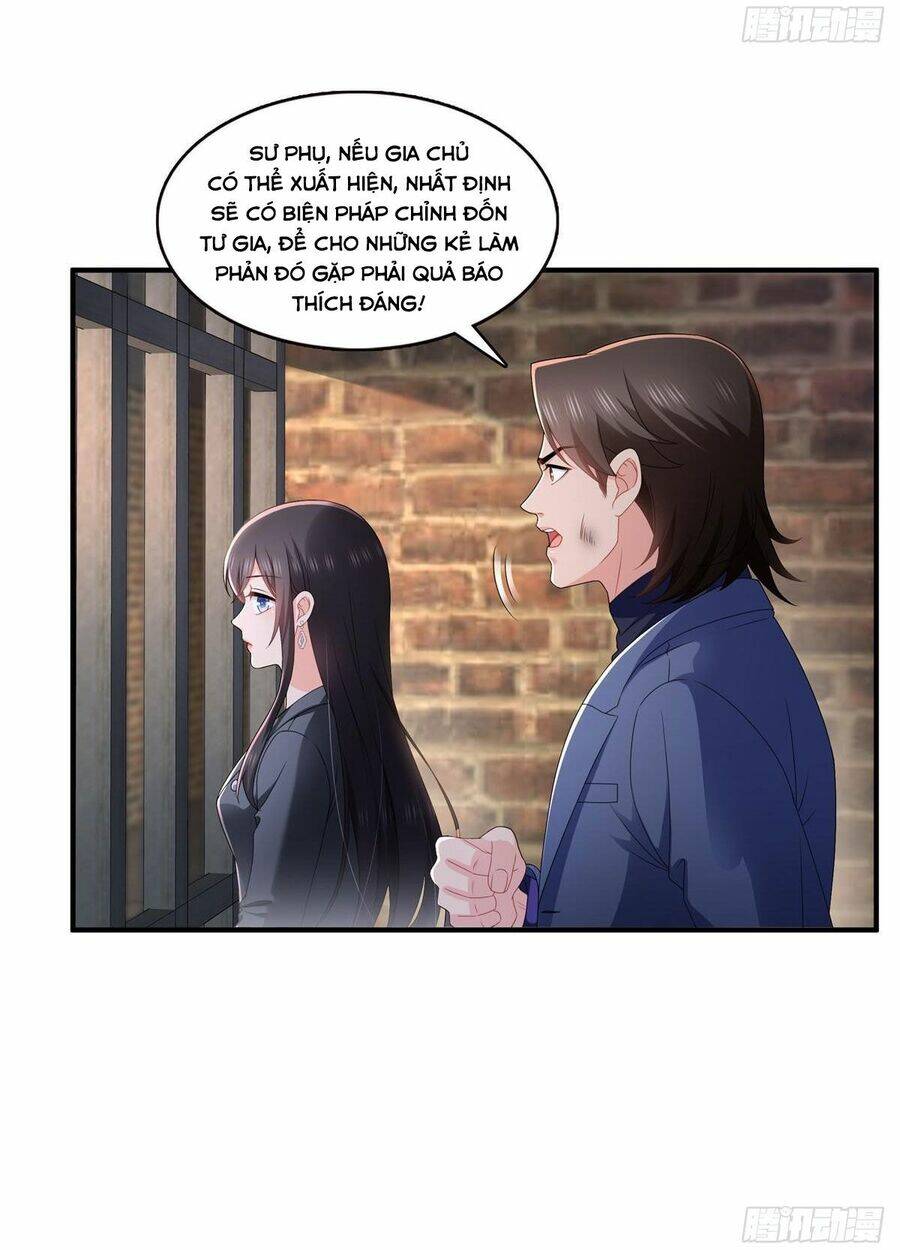 腾讯动漫
SƯ PHỤ, NẾU GIA CHỦ
CÓ THỂ XUẤT HIỆN, NHẤT ĐỊNH
SẼ CÓ BIỆN PHÁP CHỈNH ĐỐN
TƯ GIA, ĐỂ CHO NHỮNG KẺ LÀM
PHẢN ĐÓ GẶP PHẢI QUẢ BÁO
THÍCH ĐÁNG!
腾讯动漫